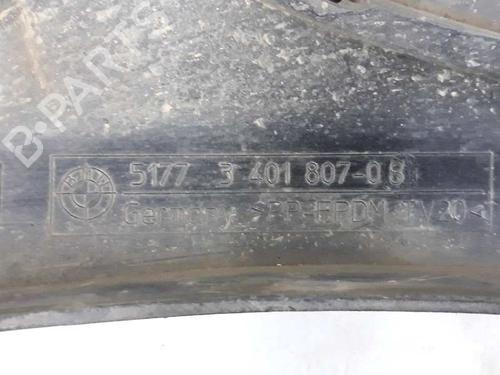 B-PARTS
5177 3 401 807-08
Germany >PP+EPDM-TV20<